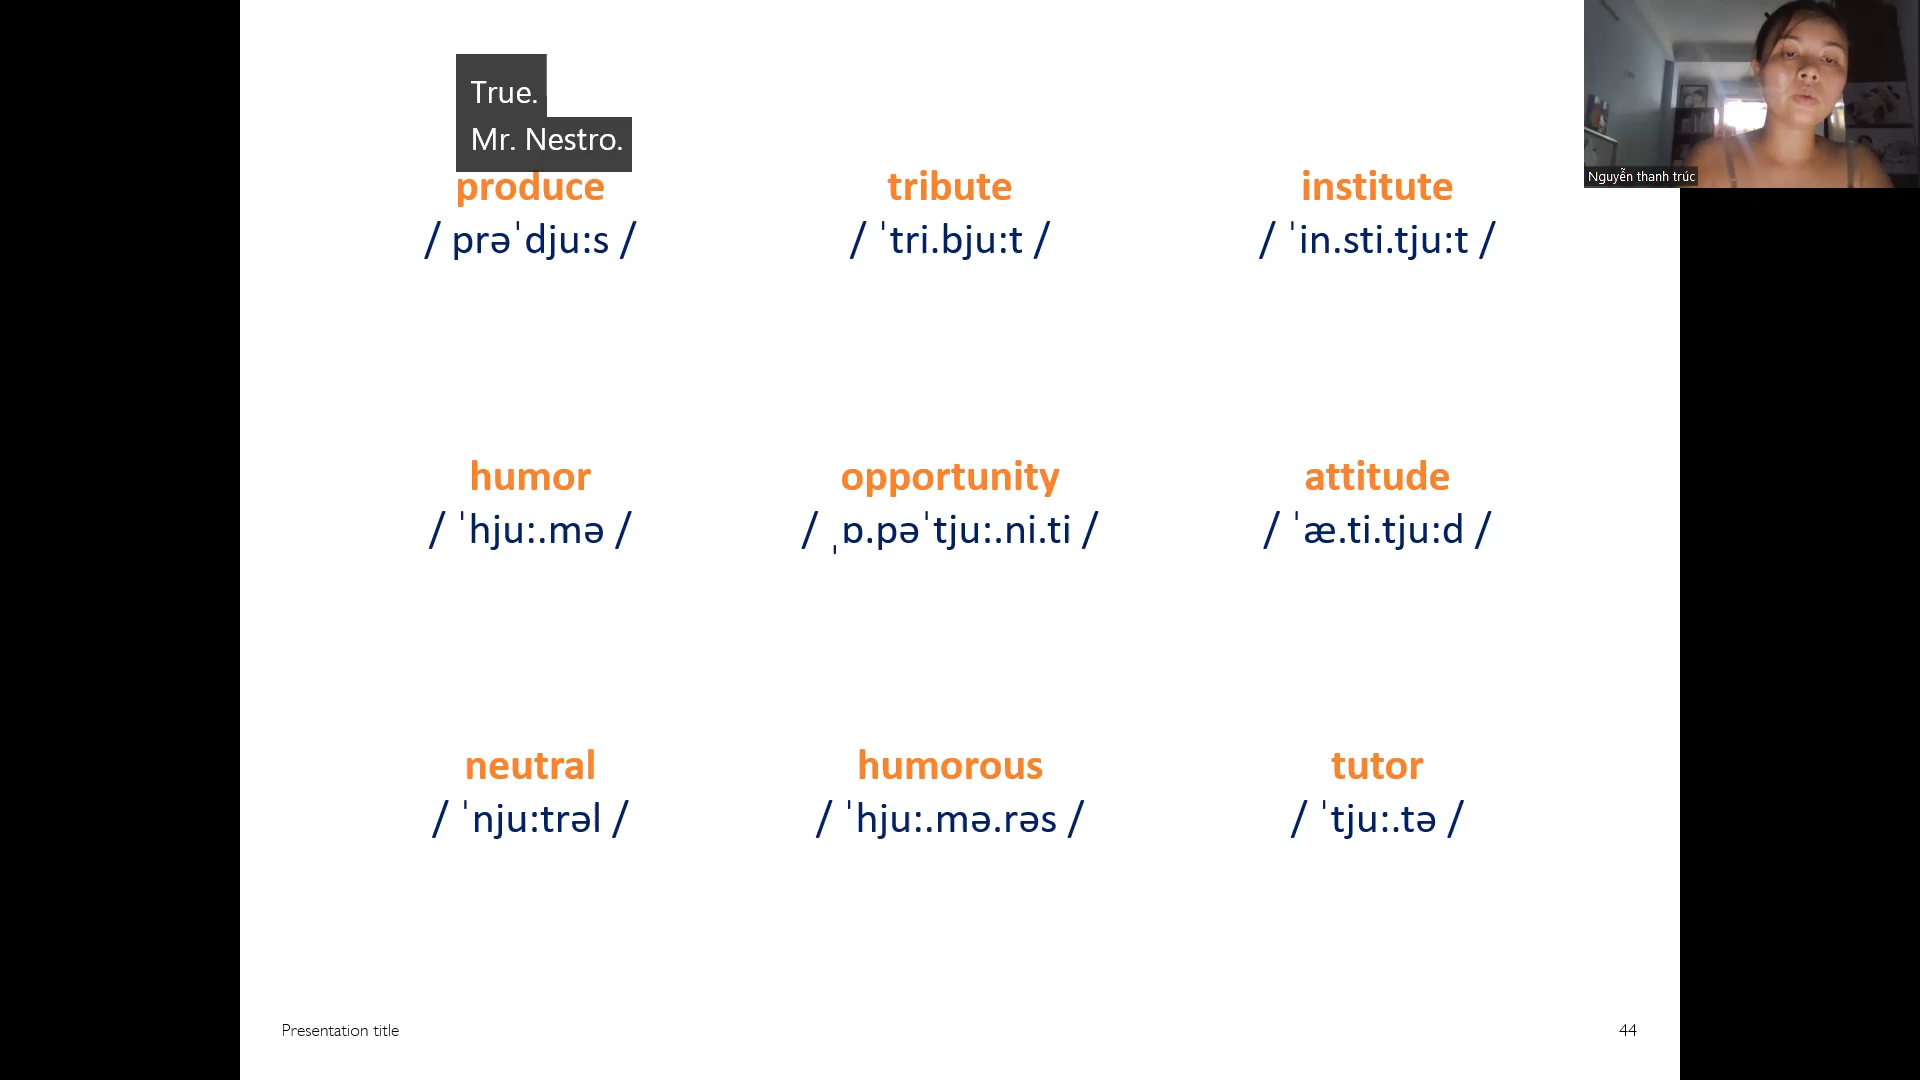 True.
Mr. Nestro.
Nguyễn thanh trúc
produce
tribute
institute
/ prəˈdju:s /
/ ˈtri.bju:t /
/ ˈin.sti.tju:t /
humor
opportunity
attitude
/ ˈhju:.mə /
/ ˌɒ.pəˈtju:.ni.ti /
/ ˈæ.ti.tju:d /
neutral
humorous
tutor
/ ˈnju:trəl /
/ ˈhju:.mə.rəs /
/ ˈtju:.tə /
Presentation title
44